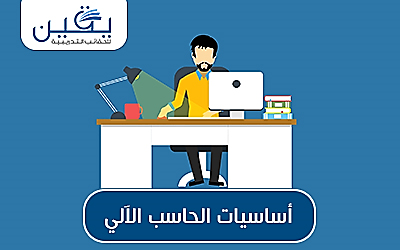 يقين
للحقائب التدريبية
أساسيات الحاسب الآلي